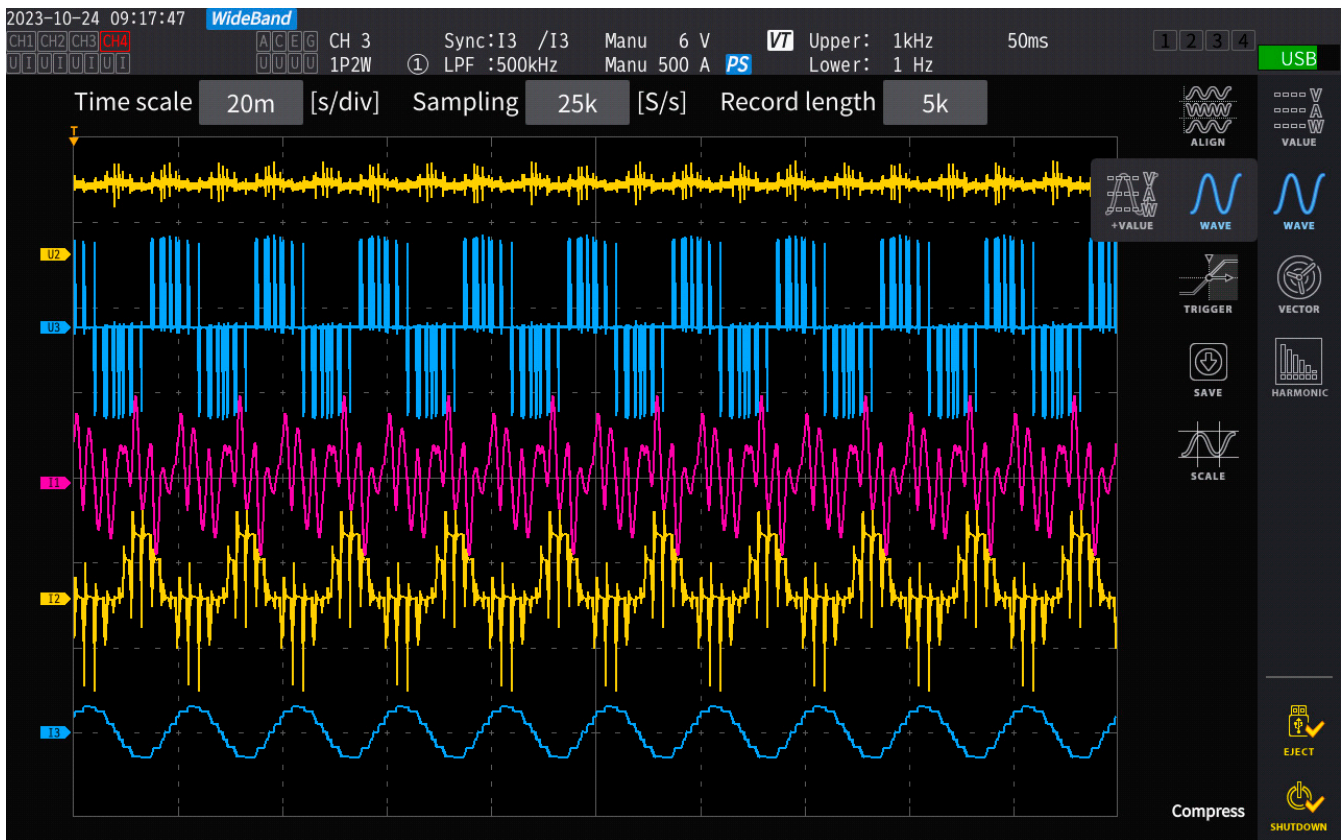 2023-10-24 09:17:47 WideBand
CH1 CH2 CH3 CH4 A C E G CH 3 Sync:I3 /I3 Manu 6 V VT Upper: 1kHz 50ms 1 2 3 4
U I U I U I U I U U U U 1P2W ① LPF :500kHz Manu 500 A PS Lower: 1 Hz USB
Time scale 20m [s/div] Sampling 25k [S/s] Record length 5k
T
ALIGN
V
A
W
VALUE
V
A
W
+VALUE
WAVE
WAVE
U2
TRIGGER
VECTOR
U3
SAVE
HARMONIC
I1
SCALE
I2
I3
EJECT
Compress
SHUTDOWN